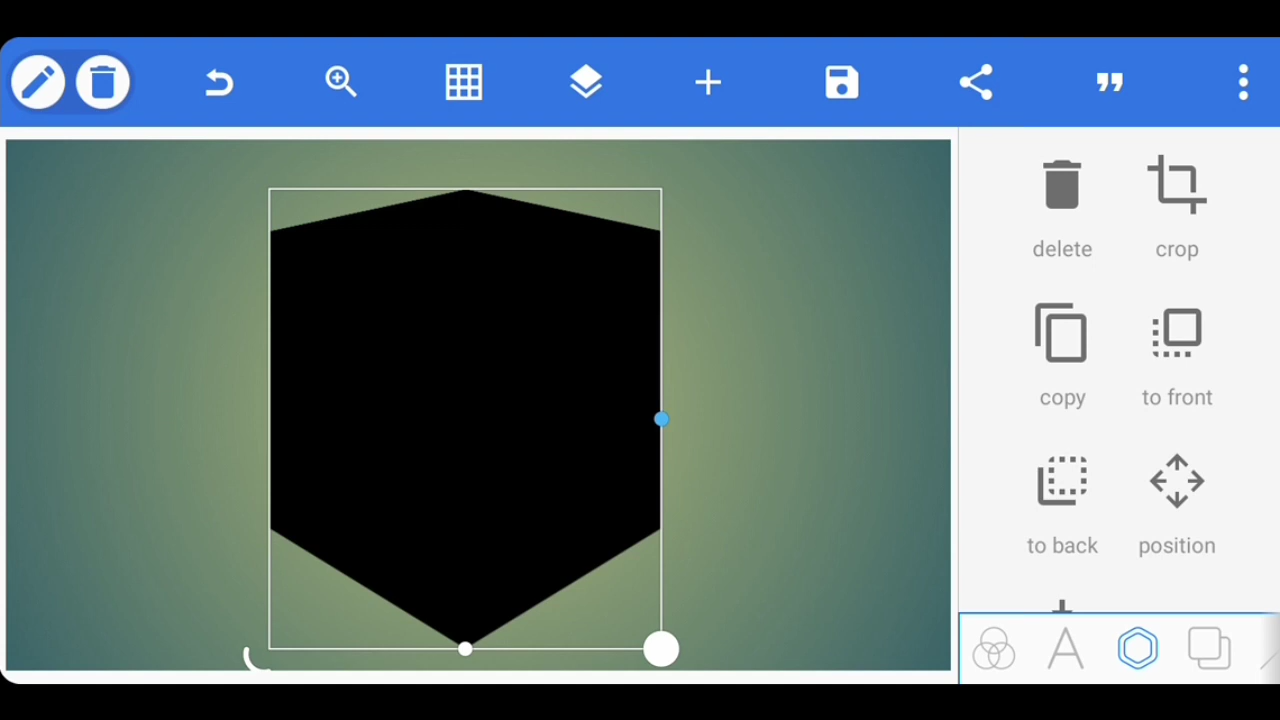 delete
crop
copy
to front
to back
position